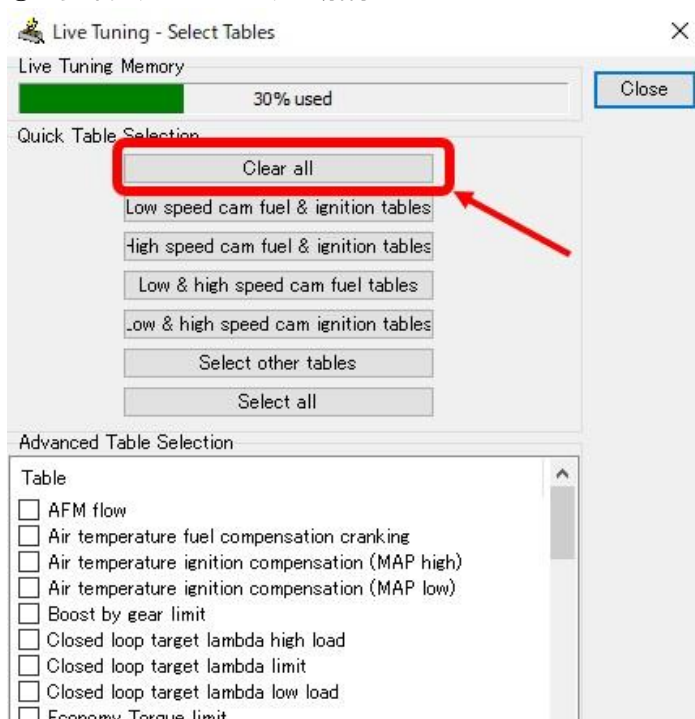 Live Tuning - Select Tables
Live Tuning Memory
30% used
Close
Quick Table Selection
Clear all
Low speed cam fuel & ignition tables
High speed cam fuel & ignition tables
Low & high speed cam fuel tables
Low & high speed cam ignition tables
Select other tables
Select all
Advanced Table Selection
Table
AFM flow
Air temperature fuel compensation cranking
Air temperature ignition compensation (MAP high)
Air temperature ignition compensation (MAP low)
Boost by gear limit
Closed loop target lambda high load
Closed loop target lambda limit
Closed loop target lambda low load
Economy Torque limit